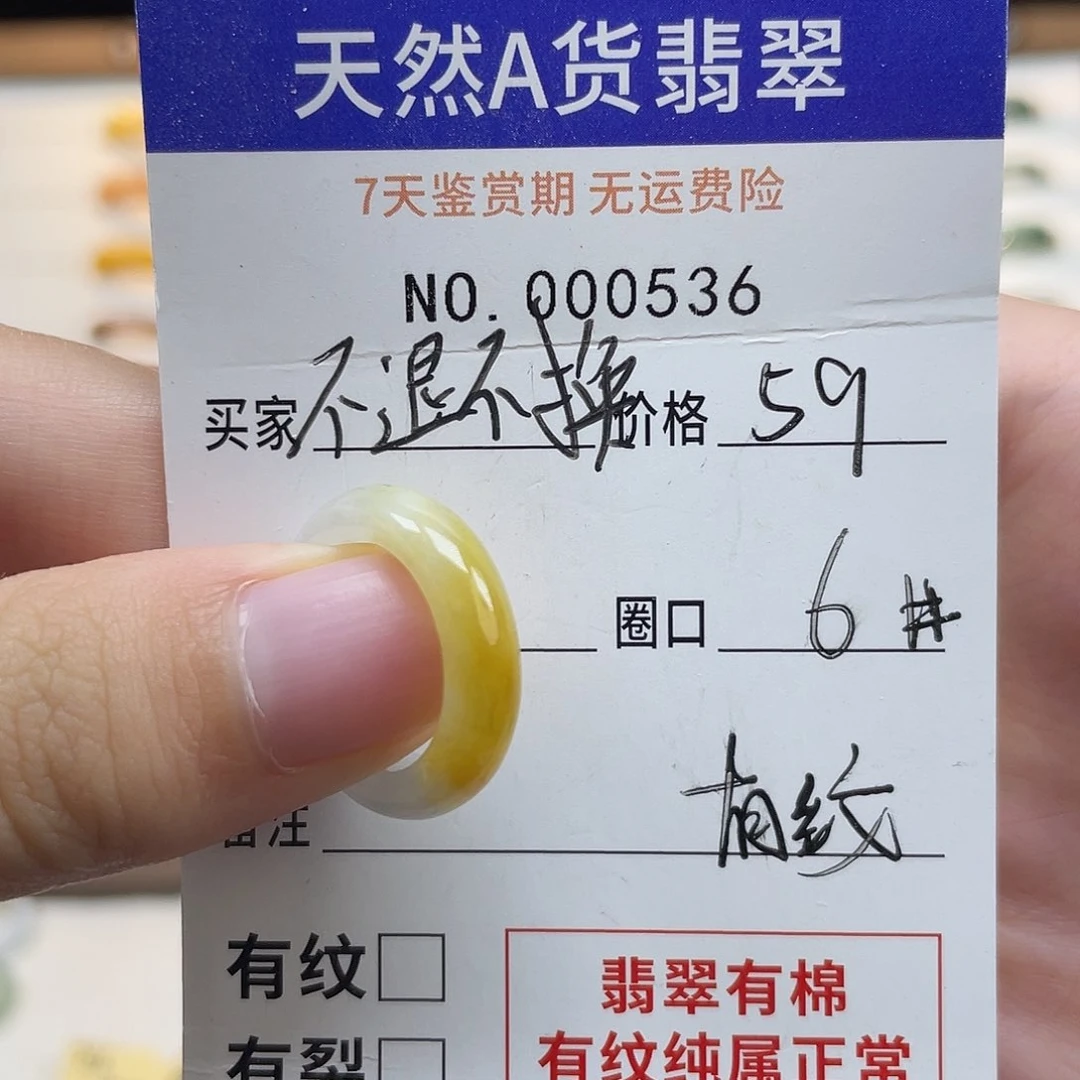 天然A货翡翠
7天鉴赏期 无运费险
NO. 000536
买家 不退不换 价格 59
圈口 6#
备注 有纹
有纹□
有裂□
翡翠有棉
有纹纯属正常